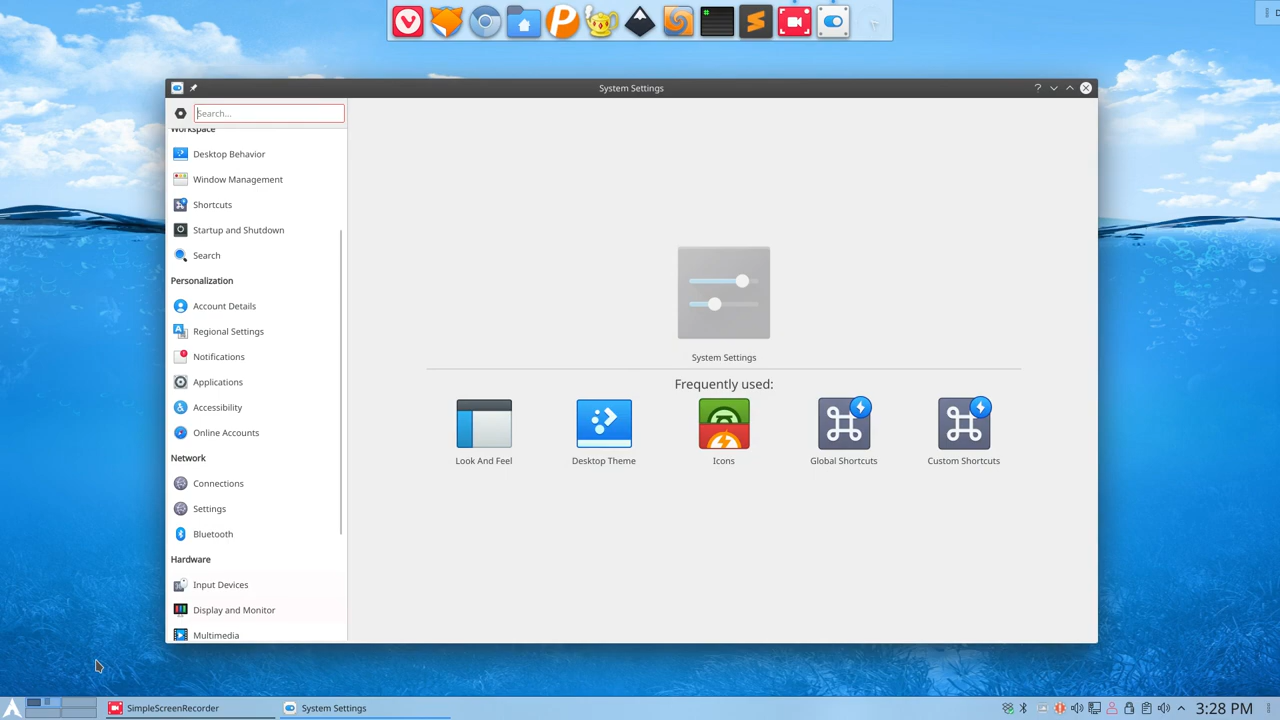 System Settings
Search...
Workspace
Desktop Behavior
Window Management
Shortcuts
Startup and Shutdown
Search
Personalization
Account Details
Regional Settings
Notifications
Applications
Accessibility
Online Accounts
Network
Connections
Settings
Bluetooth
Hardware
Input Devices
Display and Monitor
Multimedia
System Settings
Frequently used:
Look And Feel
Desktop Theme
Icons
Global Shortcuts
Custom Shortcuts
SimpleScreenRecorder
System Settings
3:28 PM